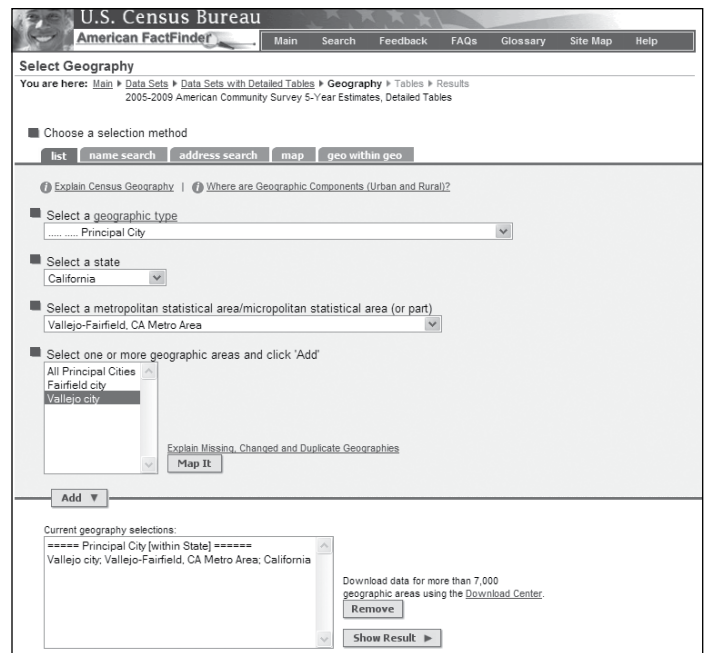 U.S. Census Bureau
American FactFinder
Main Search Feedback FAQs Glossary Site Map Help
Select Geography
You are here: Main ▶ Data Sets ▶ Data Sets with Detailed Tables ▶ Geography ▶ Tables ▶ Results
2005-2009 American Community Survey 5-Year Estimates, Detailed Tables
Choose a selection method
list name search address search map geo within geo
Explain Census Geography | Where are Geographic Components (Urban and Rural)?
Select a geographic type
..... ..... Principal City
Select a state
California
Select a metropolitan statistical area/micropolitan statistical area (or part)
Vallejo-Fairfield, CA Metro Area
Select one or more geographic areas and click 'Add'
All Principal Cities
Fairfield city
Vallejo city
Explain Missing, Changed and Duplicate Geographies
Map It
Add ▼
Current geography selections:
===== Principal City [within State] ======
Vallejo city; Vallejo-Fairfield, CA Metro Area; California
Download data for more than 7,000
geographic areas using the Download Center.
Remove
Show Result ▶